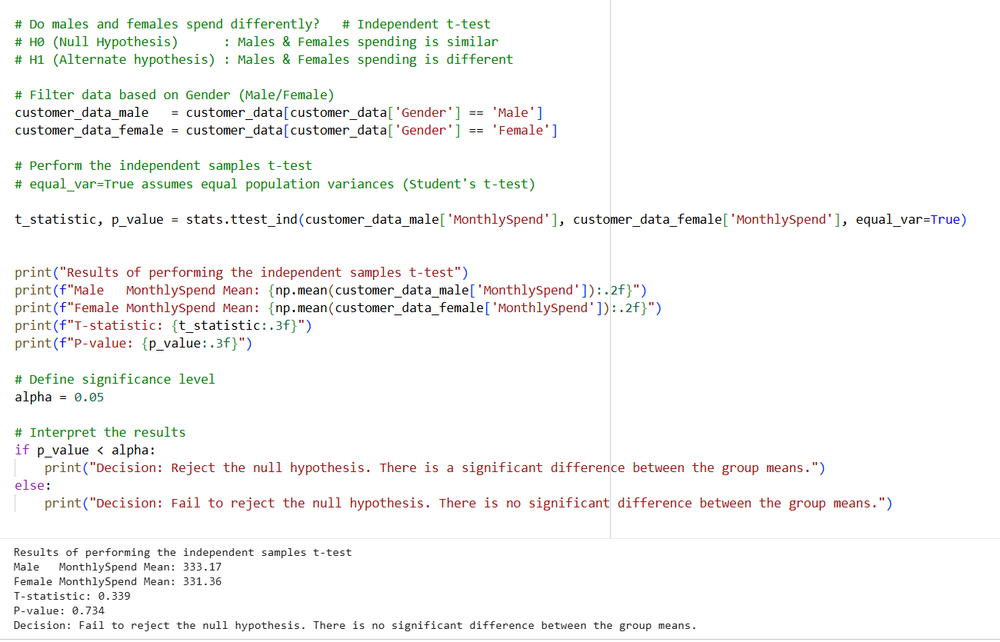 # Do males and females spend differently?   # Independent t-test
# H0 (Null Hypothesis)      : Males & Females spending is similar
# H1 (Alternate hypothesis) : Males & Females spending is different
# Filter data based on Gender (Male/Female)
customer_data_male   = customer_data[customer_data['Gender'] == 'Male']
customer_data_female = customer_data[customer_data['Gender'] == 'Female']
# Perform the independent samples t-test
# equal_var=True assumes equal population variances (Student's t-test)
t_statistic, p_value = stats.ttest_ind(customer_data_male['MonthlySpend'], customer_data_female['MonthlySpend'], equal_var=True)
print("Results of performing the independent samples t-test")
print(f"Male   MonthlySpend Mean: {np.mean(customer_data_male['MonthlySpend']):.2f}")
print(f"Female MonthlySpend Mean: {np.mean(customer_data_female['MonthlySpend']):.2f}")
print(f"T-statistic: {t_statistic:.3f}")
print(f"P-value: {p_value:.3f}")
# Define significance level
alpha = 0.05
# Interpret the results
if p_value < alpha:
    print("Decision: Reject the null hypothesis. There is a significant difference between the group means.")
else:
    print("Decision: Fail to reject the null hypothesis. There is no significant difference between the group means.")
Results of performing the independent samples t-test
Male   MonthlySpend Mean: 333.17
Female MonthlySpend Mean: 331.36
T-statistic: 0.339
P-value: 0.734
Decision: Fail to reject the null hypothesis. There is no significant difference between the group means.